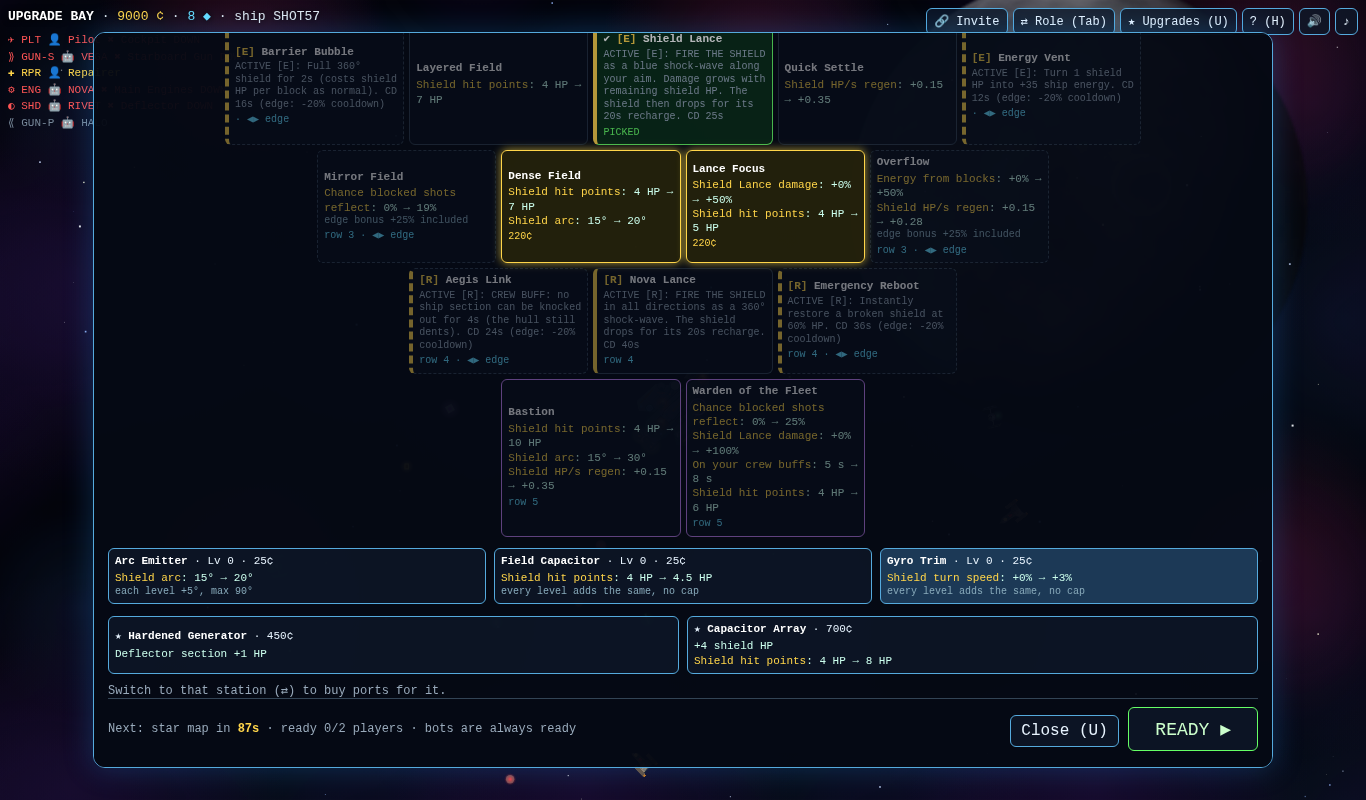 UPGRADE BAY · 9000 ¢ · 8 ◆ · ship SHOT57
🔗 Invite
⇄ Role (Tab)
★ Upgrades (U)
? (H)
🔊
♪
✈ PLT 👤 Pilo
⟫ GUN-S 🤖 VE
✚ RPR 👤 Repa
⚙ ENG 🤖 NOVA
◐ SHD 🤖 RIVE
⟪ GUN-P 🤖 HA
[E] Barrier Bubble
ACTIVE [E]: Full 360°
shield for 2s (costs shield
HP per block as normal). CD
16s (edge: -20% cooldown)
· ◀▶ edge
Layered Field
Shield hit points: 4 HP →
7 HP
✔ [E] Shield Lance
ACTIVE [E]: FIRE THE SHIELD
as a blue shock-wave along
your aim. Damage grows with
remaining shield HP. The
shield then drops for its
20s recharge. CD 25s
PICKED
Quick Settle
Shield HP/s regen: +0.15
→ +0.35
[E] Energy Vent
ACTIVE [E]: Turn 1 shield
HP into +35 ship energy. CD
12s (edge: -20% cooldown)
· ◀▶ edge
Mirror Field
Chance blocked shots
reflect: 0% → 19%
edge bonus +25% included
row 3 · ◀▶ edge
Dense Field
Shield hit points: 4 HP →
7 HP
Shield arc: 15° → 20°
220¢
Lance Focus
Shield Lance damage: +0%
→ +50%
Shield hit points: 4 HP →
5 HP
220¢
Overflow
Energy from blocks: +0% →
+50%
Shield HP/s regen: +0.15
→ +0.28
edge bonus +25% included
row 3 · ◀▶ edge
[R] Aegis Link
ACTIVE [R]: CREW BUFF: no
ship section can be knocked
out for 4s (the hull still
dents). CD 24s (edge: -20%
cooldown)
row 4 · ◀▶ edge
[R] Nova Lance
ACTIVE [R]: FIRE THE SHIELD
in all directions as a 360°
shock-wave. The shield
drops for its 20s recharge.
CD 40s
row 4
[R] Emergency Reboot
ACTIVE [R]: Instantly
restore a broken shield at
60% HP. CD 36s (edge: -20%
cooldown)
row 4 · ◀▶ edge
Bastion
Shield hit points: 4 HP →
10 HP
Shield arc: 15° → 30°
Shield HP/s regen: +0.15
→ +0.35
row 5
Warden of the Fleet
Chance blocked shots
reflect: 0% → 25%
Shield Lance damage: +0%
→ +100%
On your crew buffs: 5 s →
8 s
Shield hit points: 4 HP →
6 HP
row 5
Arc Emitter · Lv 0 · 25¢
Shield arc: 15° → 20°
each level +5°, max 90°
Field Capacitor · Lv 0 · 25¢
Shield hit points: 4 HP → 4.5 HP
every level adds the same, no cap
Gyro Trim · Lv 0 · 25¢
Shield turn speed: +0% → +3%
every level adds the same, no cap
★ Hardened Generator · 450¢
Deflector section +1 HP
★ Capacitor Array · 700¢
+4 shield HP
Shield hit points: 4 HP → 8 HP
Switch to that station (⇄) to buy ports for it.
Next: star map in 87s · ready 0/2 players · bots are always ready
Close (U)
READY ▶